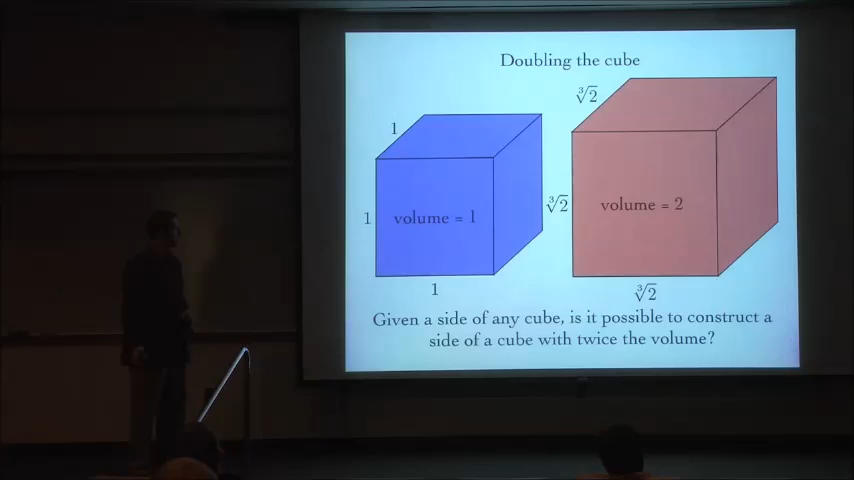 Doubling the cube
∛2
1
1
volume = 1
∛2
volume = 2
1
∛2
Given a side of any cube, is it possible to construct a
side of a cube with twice the volume?